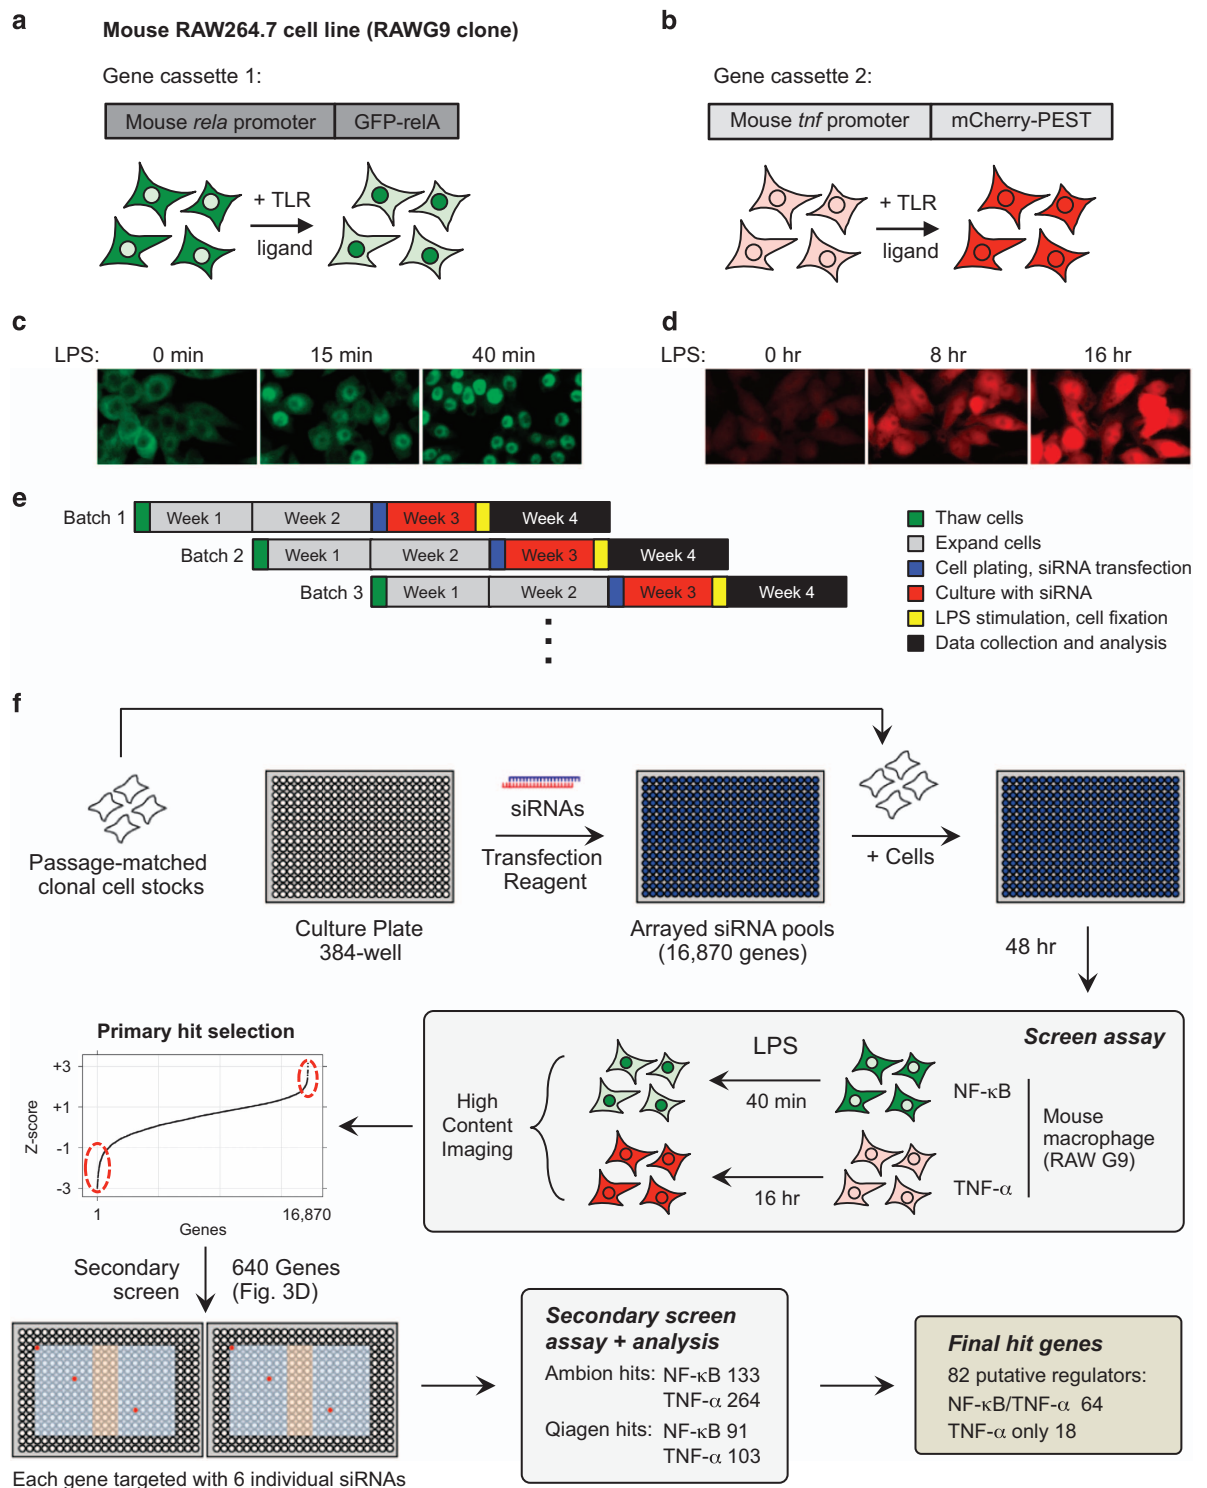 a
Mouse RAW264.7 cell line (RAWG9 clone)
Gene cassette 1:
Mouse rela promoter
GFP-relA
+ TLR
ligand
b
Gene cassette 2:
Mouse tnf promoter
mCherry-PEST
+ TLR
ligand
c
LPS:
0 min
15 min
40 min
d
LPS:
0 hr
8 hr
16 hr
e
Batch 1
Week 1
Week 2
Week 3
Week 4
Batch 2
Week 1
Week 2
Week 3
Week 4
Batch 3
Week 1
Week 2
Week 3
Week 4
Thaw cells
Expand cells
Cell plating, siRNA transfection
Culture with siRNA
LPS stimulation, cell fixation
Data collection and analysis
f
Passage-matched
clonal cell stocks
Culture Plate
384-well
siRNAs
Transfection
Reagent
Arrayed siRNA pools
(16,870 genes)
+ Cells
48 hr
Screen assay
LPS
40 min
16 hr
NF-κB
TNF-α
Mouse
macrophage
(RAW G9)
High
Content
Imaging
Primary hit selection
Z-score
+3
+1
-1
-3
1
16,870
Genes
Secondary
screen
640 Genes
(Fig. 3D)
Each gene targeted with 6 individual siRNAs
Secondary screen
assay + analysis
Ambion hits: NF-κB 133
TNF-α 264
Qiagen hits: NF-κB 91
TNF-α 103
Final hit genes
82 putative regulators:
NF-κB/TNF-α 64
TNF-α only 18